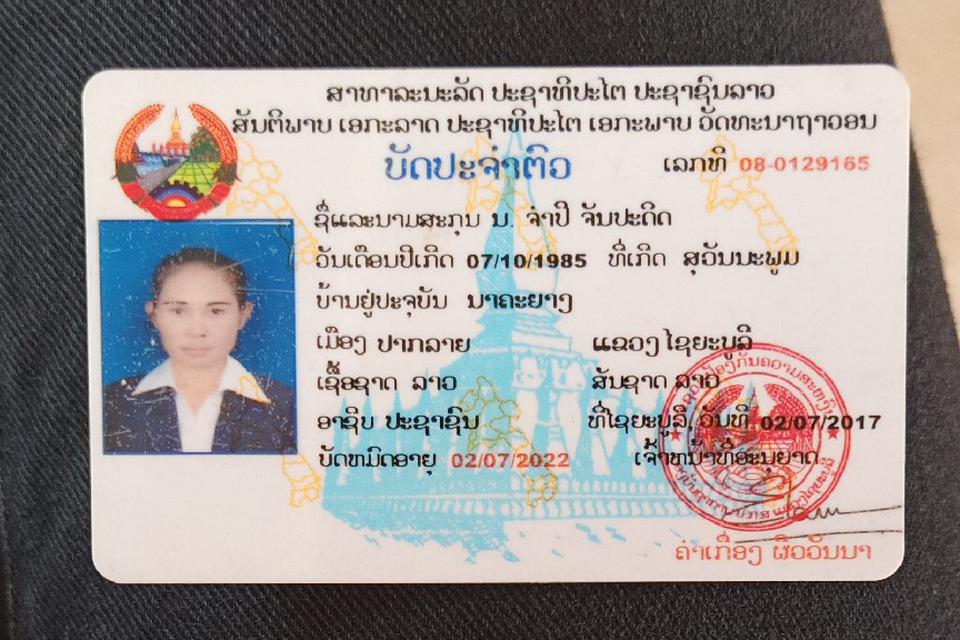 ສາທາລະນະລັດ ປະຊາທິປະໄຕ ປະຊາຊົນລາວ
ສັນຕິພາບ ເອກະລາດ ປະຊາທິປະໄຕ ເອກະພາບ ວັດທະນາຖາວອນ
ບັດປະຈຳຕົວ
ເລກທີ 08-0129165
ຊື່ແລະນາມສະກຸນ ນ. ຈຳປີ ຈັນປະດິດ
ວັນເດືອນປີເກີດ 07/10/1985 ທີ່ເກີດ ສຸວັນນະພູມ
ບ້ານຢູ່ປະຈຸບັນ ນາຄະຍາງ
ເມືອງ ປາກລາຍ ແຂວງ ໄຊຍະບູລີ
ເຊື້ອຊາດ ລາວ ສັນຊາດ ລາວ
ອາຊີບ ປະຊາຊົນ ທີ່ໄຊຍະບູລີ, ວັນທີ 02/07/2017
ບັດຫມົດອາຍຸ 02/07/2022 ເຈົ້າຫນ້າທີ່ອະນຸຍາດ
ຄຳເກື່ອງ ຜິວວັນນາ